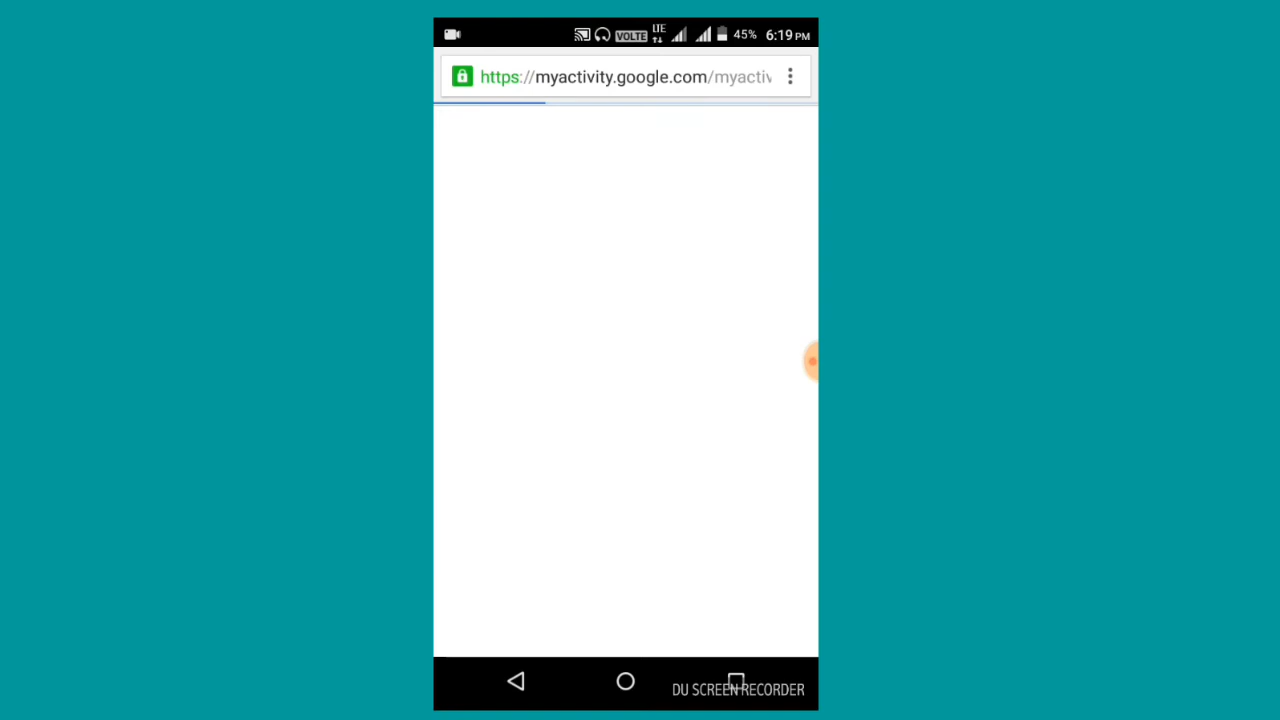 VOLTE LTE 45% 6:19 PM
https://myactivity.google.com/myactiv
DU SCREEN RECORDER